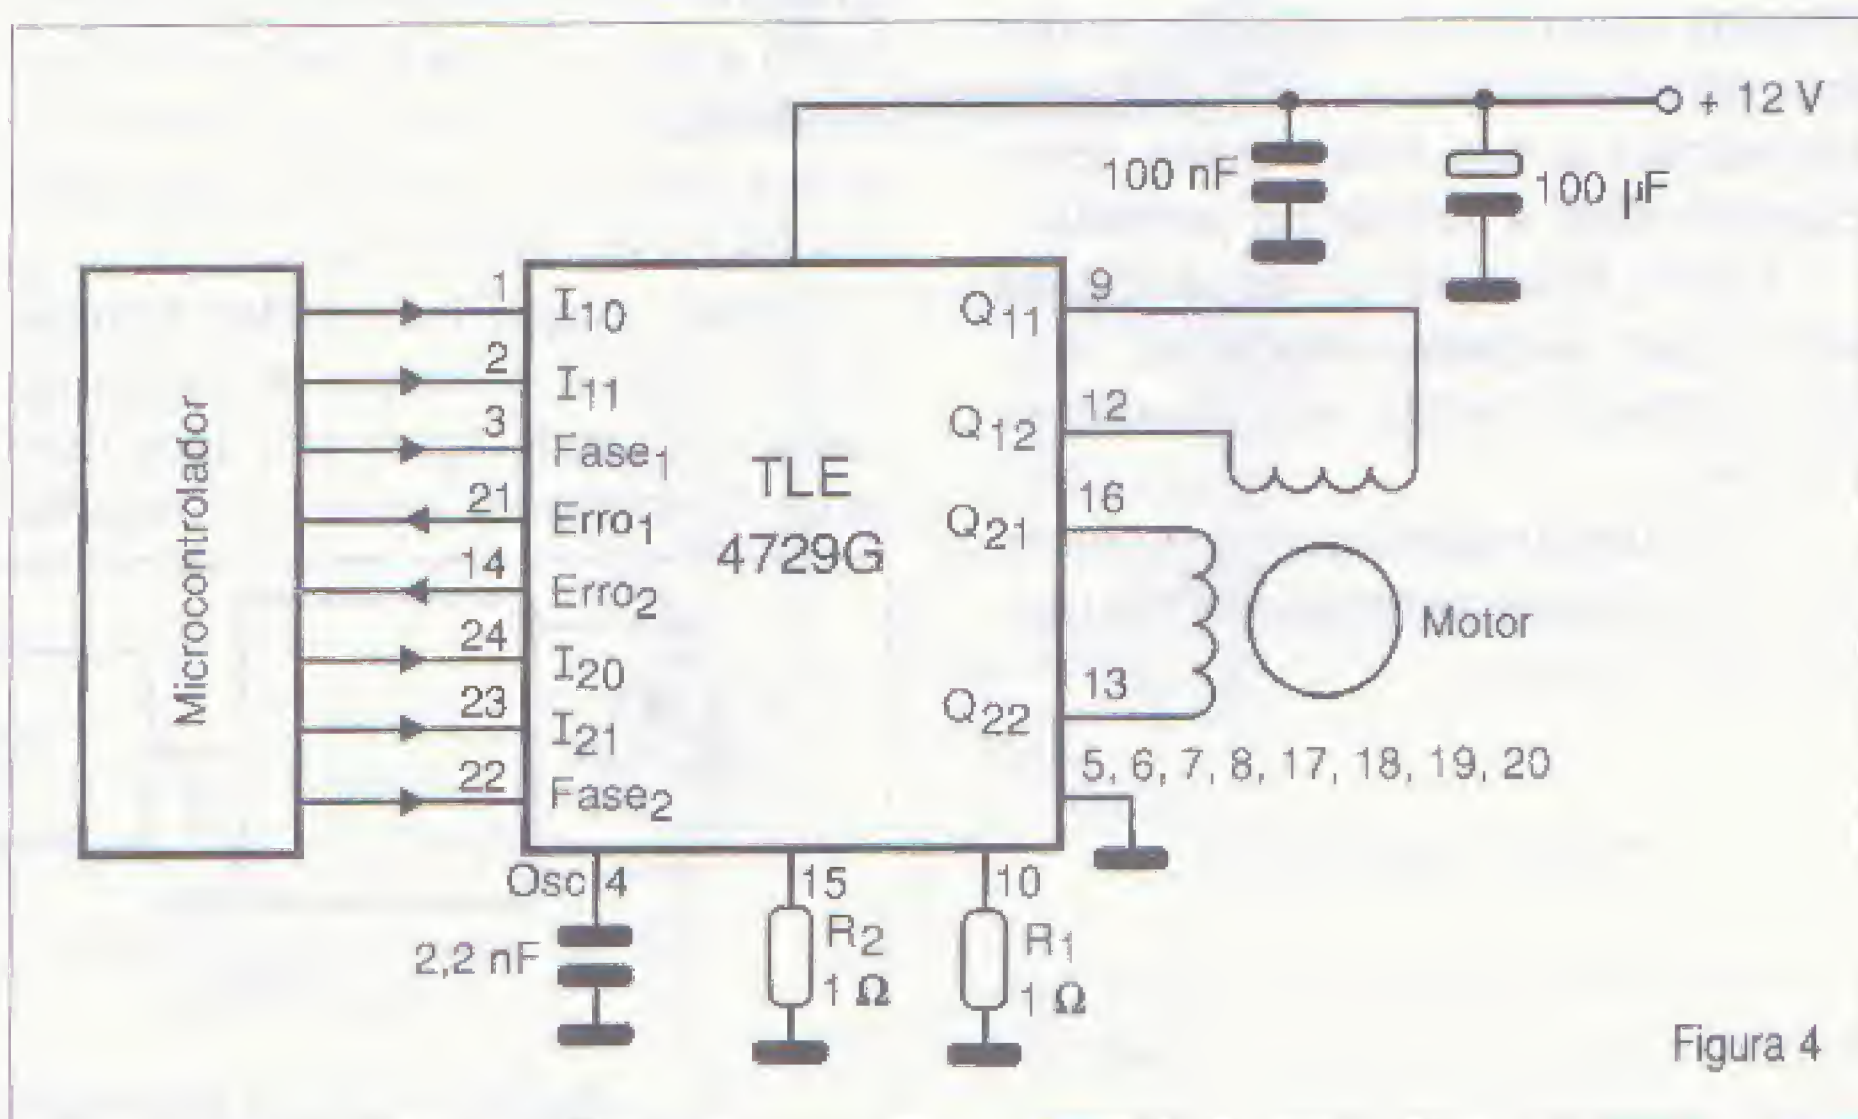 + 12 V
100 nF
100 µF
Microcontrolador
1
I10
2
I11
3
Fase1
21
Erro1
14
Erro2
24
I20
23
I21
22
Fase2
TLE
4729G
Q11
9
Q12
12
Q21
16
Q22
13
Motor
5, 6, 7, 8, 17, 18, 19, 20
Osc 4
2,2 nF
15
R2
1 Ω
10
R1
1 Ω
Figura 4